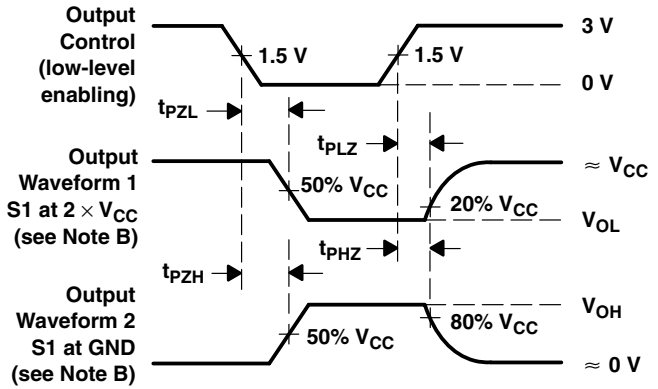 Output
Control
(low-level
enabling)
1.5 V
1.5 V
3 V
0 V
tPZL
tPLZ
Output
Waveform 1
S1 at 2 × VCC
(see Note B)
50% VCC
20% VCC
≈ VCC
VOL
tPZH
tPHZ
Output
Waveform 2
S1 at GND
(see Note B)
50% VCC
80% VCC
VOH
≈ 0 V